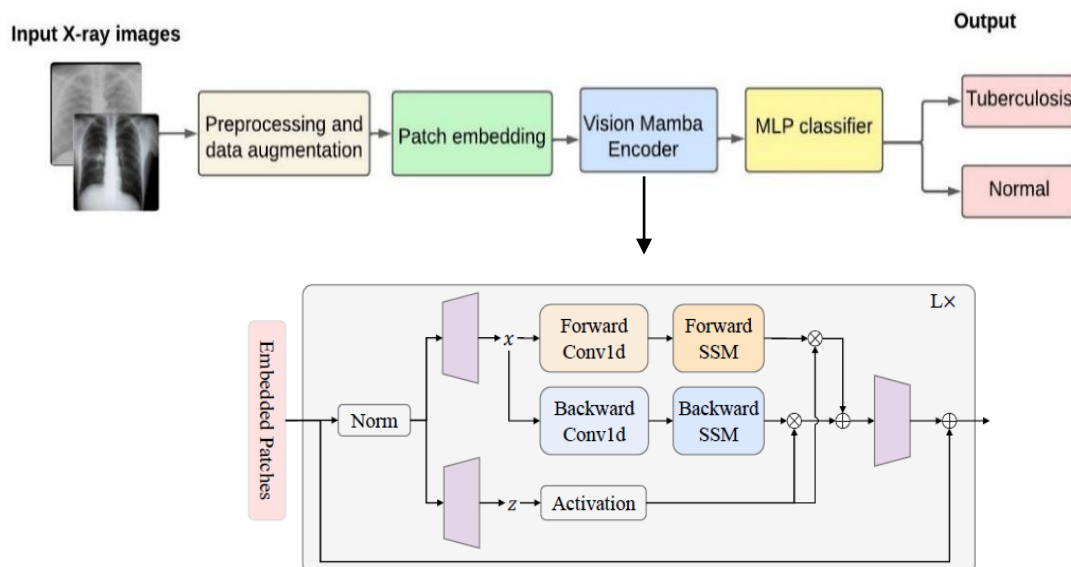 Input X-ray images
Output
Preprocessing and
data augmentation
Patch embedding
Vision Mamba
Encoder
MLP classifier
Tuberculosis
Normal
L×
Embedded Patches
Norm
x
Forward
Conv1d
Forward
SSM
Backward
Conv1d
Backward
SSM
z
Activation